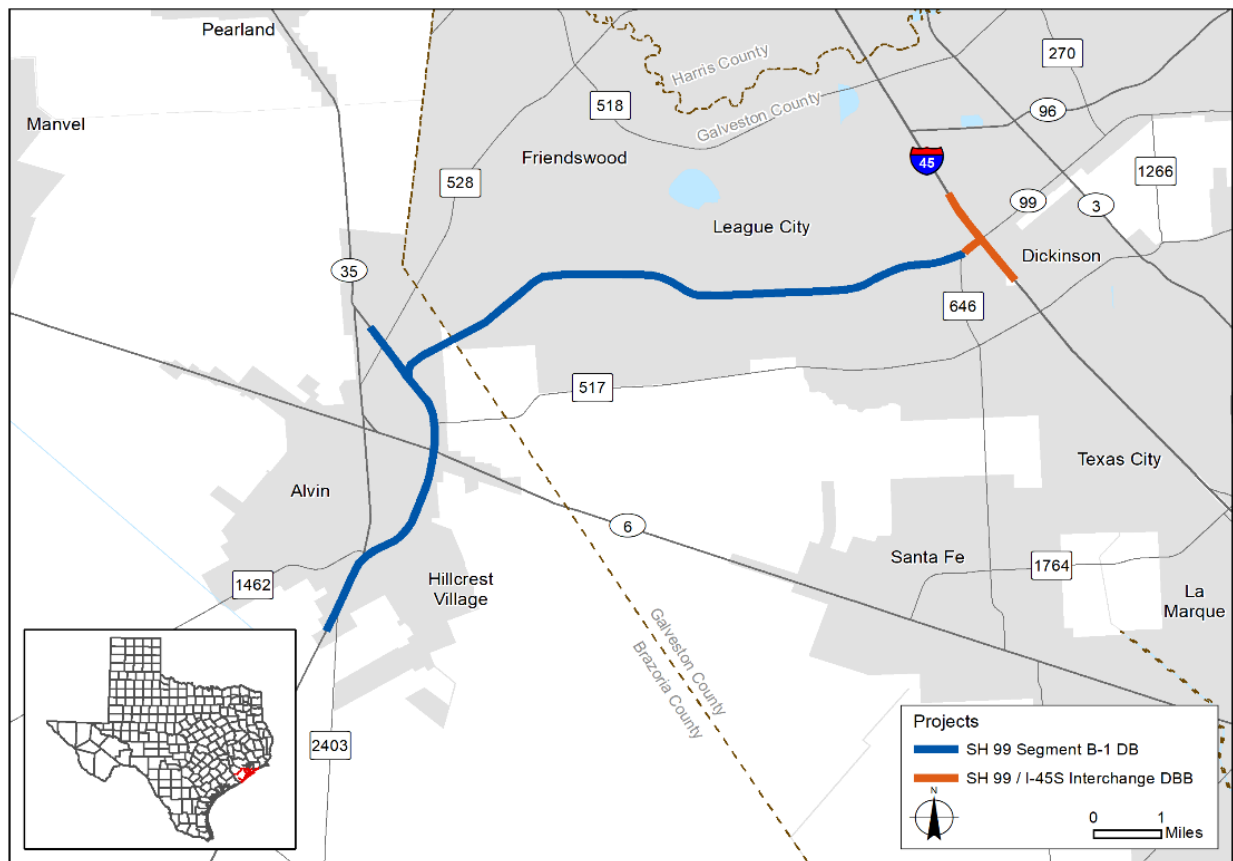 Pearland
Manvel
Harris County
Galveston County
270
518
96
Friendswood
45
528
1266
99
3
League City
Dickinson
35
646
517
Texas City
Alvin
6
Santa Fe
1764
1462
Hillcrest
Village
La
Marque
Galveston County
Brazoria County
2403
Projects
SH 99 Segment B-1 DB
SH 99 / I-45S Interchange DBB
N
0 1
Miles